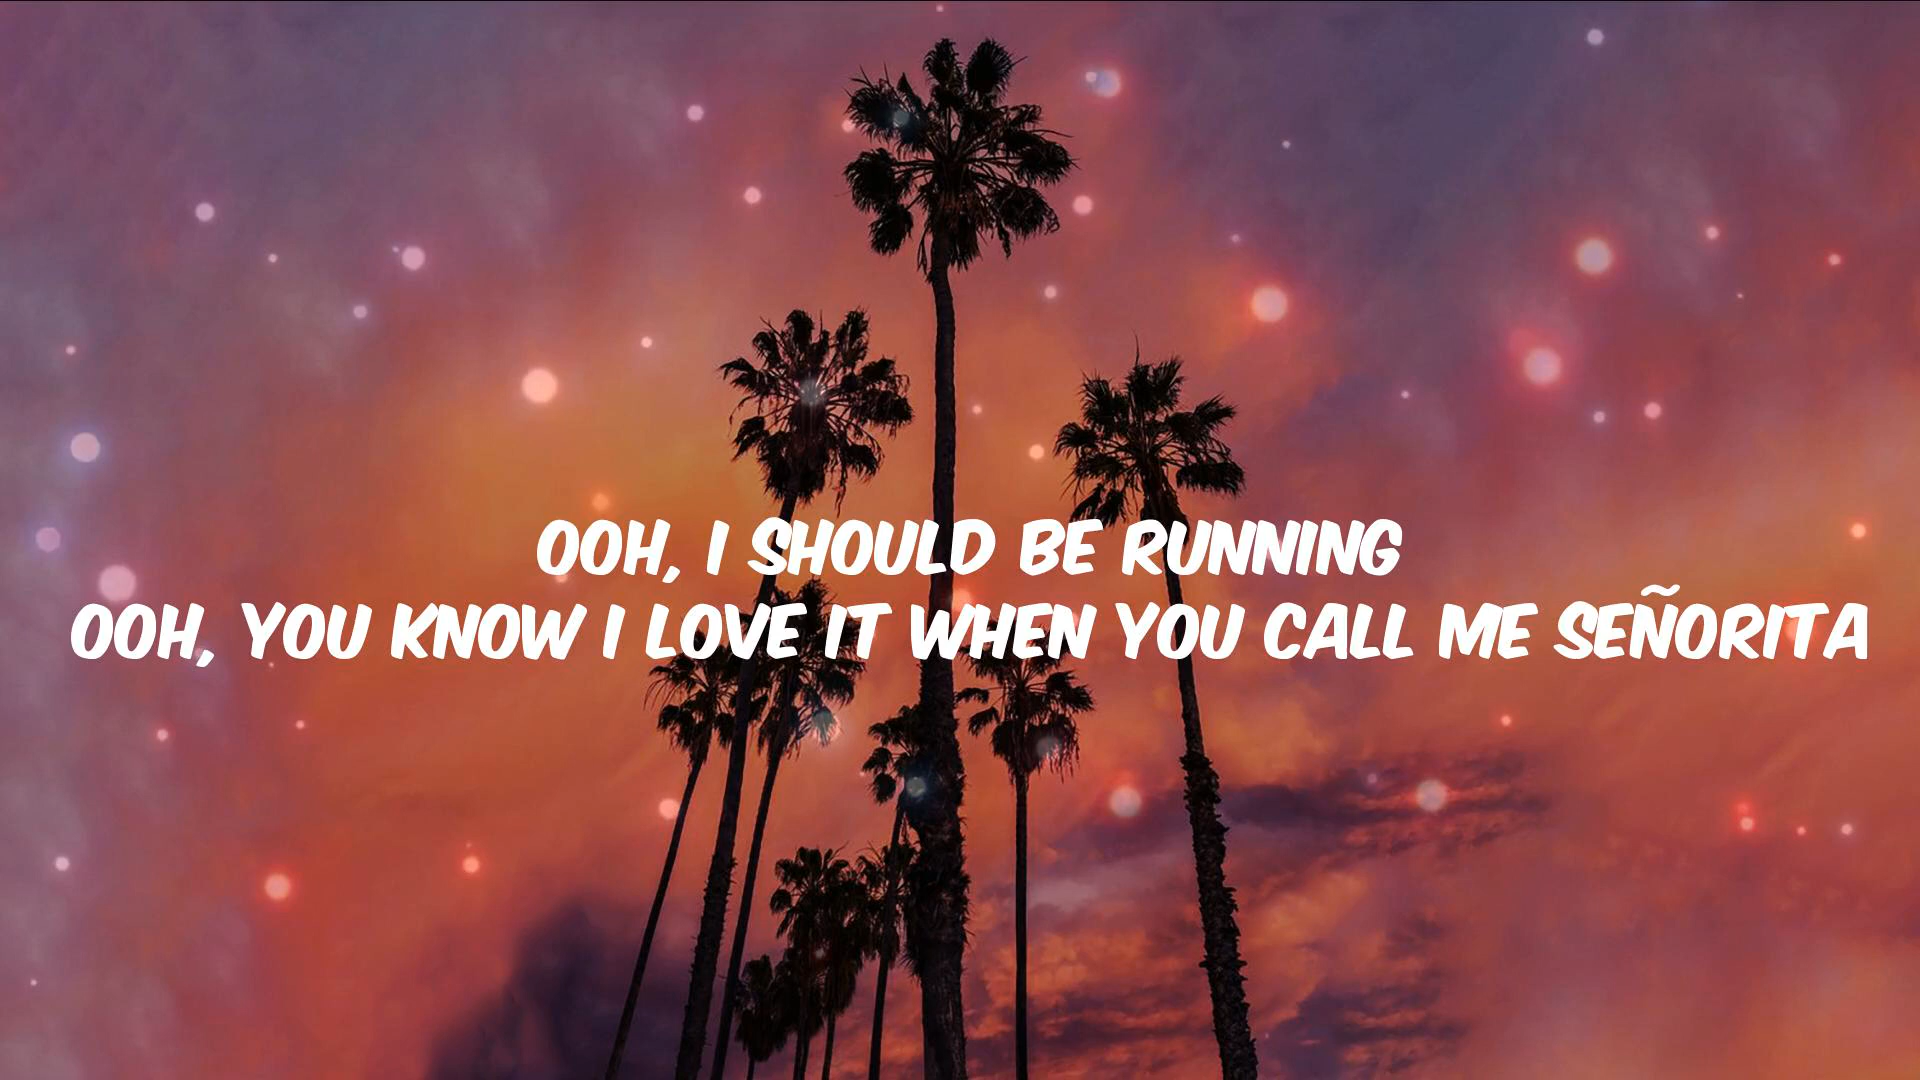 OOH, I SHOULD BE RUNNING
OOH, YOU KNOW I LOVE IT WHEN YOU CALL ME SEÑORITA